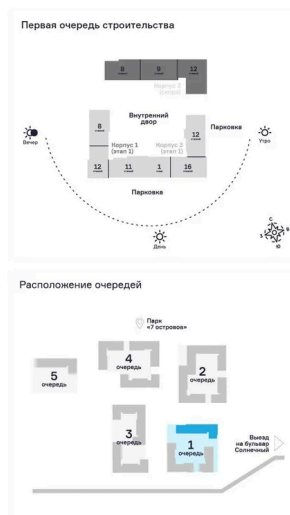 Первая очередь строительства
8
9
12
Корпус 2
8
Внутренний
двор
12
Парковка
Вечер
Корпус 1
(этап 1)
Корпус 2
(этап 1)
Утро
12
11
1
16
Парковка
День
С
В
З
Ю
Расположение очередей
Парк
«7 островов»
4
очередь
5
очередь
2
очередь
3
очередь
1
очередь
Выезд
на бульвар
Солнечный